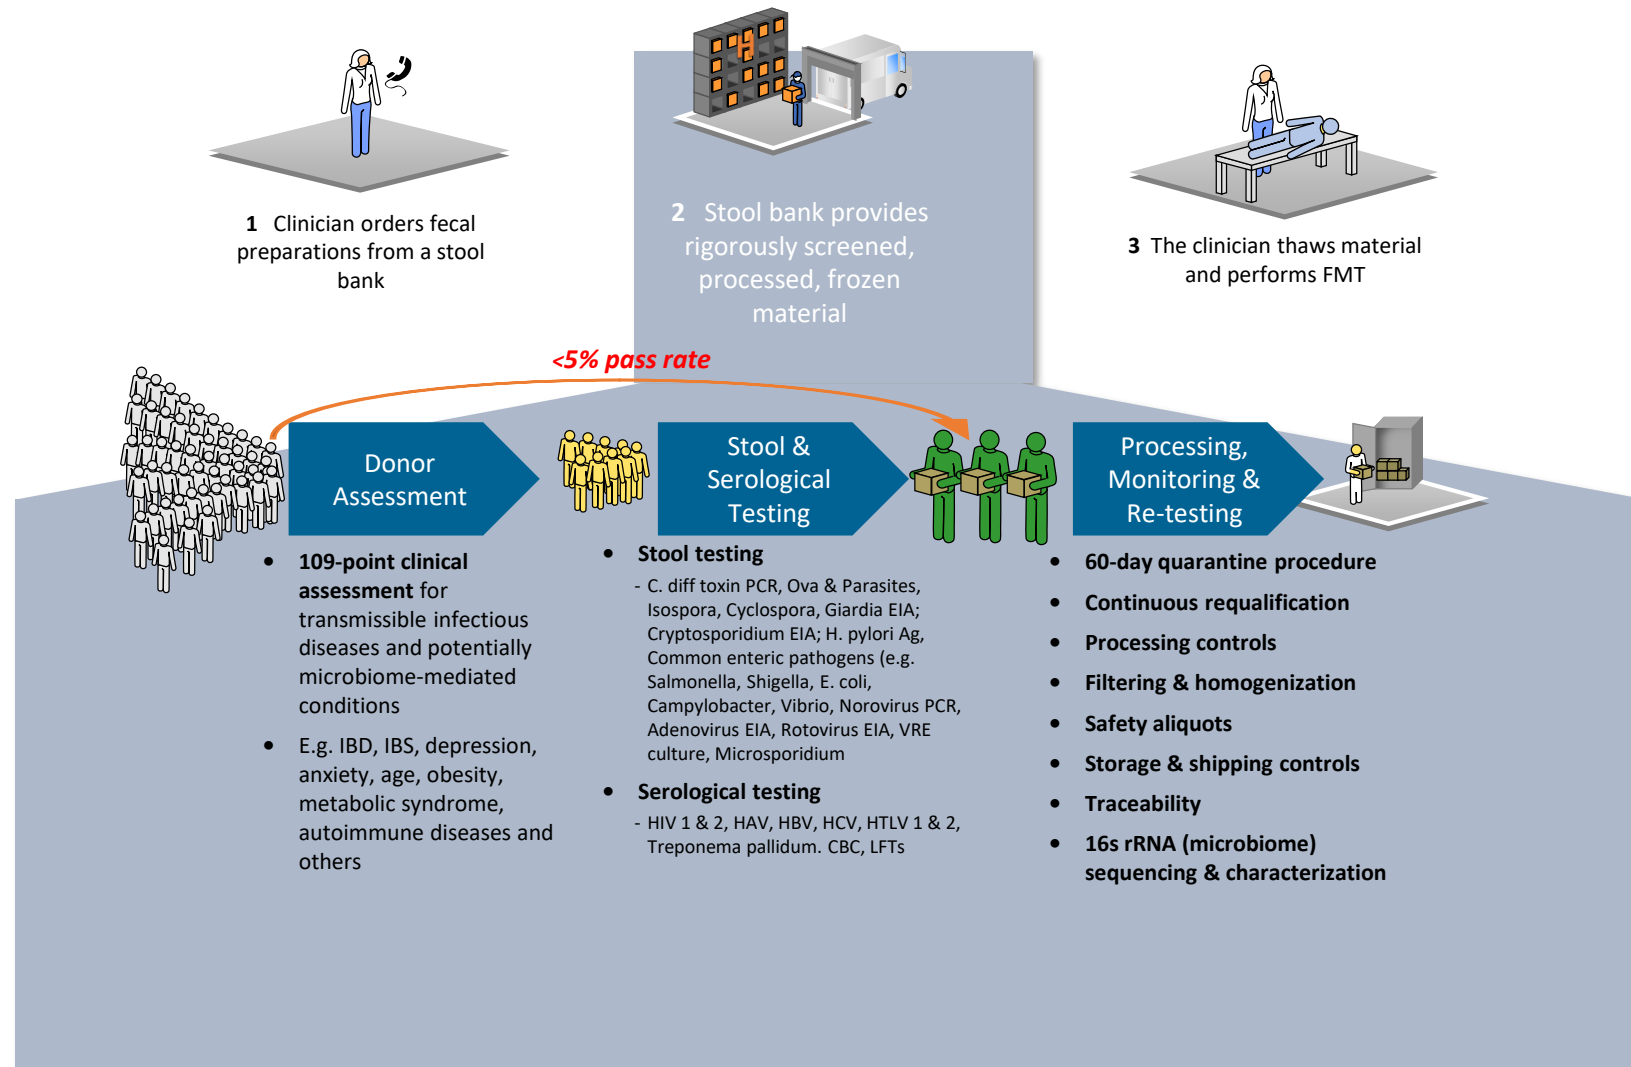 H
1 Clinician orders fecal
preparations from a stool
bank
2 Stool bank provides
rigorously screened,
processed, frozen
material
3 The clinician thaws material
and performs FMT
<5% pass rate
Donor
Assessment
• 109-point clinical
assessment for
transmissible infectious
diseases and potentially
microbiome-mediated
conditions
• E.g. IBD, IBS, depression,
anxiety, age, obesity,
metabolic syndrome,
autoimmune diseases and
others
Stool &
Serological
Testing
• Stool testing
- C. diff toxin PCR, Ova & Parasites,
Isospora, Cyclospora, Giardia EIA;
Cryptosporidium EIA; H. pylori Ag,
Common enteric pathogens (e.g.
Salmonella, Shigella, E. coli,
Campylobacter, Vibrio, Norovirus PCR,
Adenovirus EIA, Rotovirus EIA, VRE
culture, Microsporidium
• Serological testing
- HIV 1 & 2, HAV, HBV, HCV, HTLV 1 & 2,
Treponema pallidum. CBC, LFTs
Processing,
Monitoring &
Re-testing
• 60-day quarantine procedure
• Continuous requalification
• Processing controls
• Filtering & homogenization
• Safety aliquots
• Storage & shipping controls
• Traceability
• 16s rRNA (microbiome)
sequencing & characterization